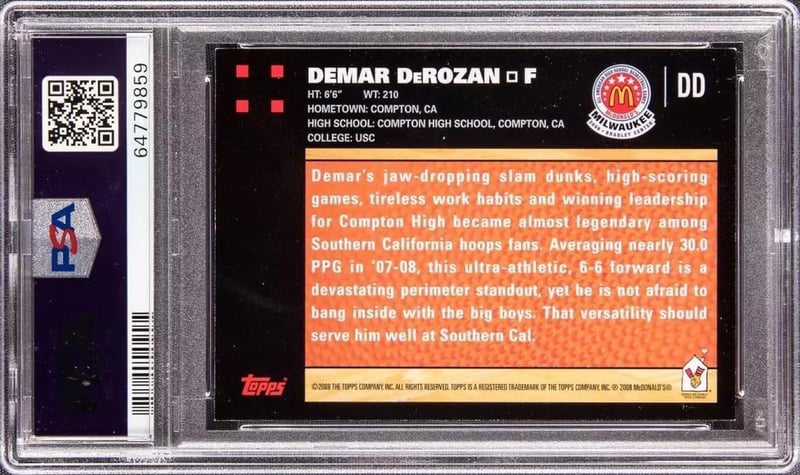 64779859
PSA
DEMAR DeROZAN F
HT: 6'6" WT: 210
HOMETOWN: COMPTON, CA
HIGH SCHOOL: COMPTON HIGH SCHOOL, COMPTON, CA
COLLEGE: USC
McDONALD'S
MILWAUKEE
2008 • BRADLEY CENTER
DD
Demar's jaw-dropping slam dunks, high-scoring
games, tireless work habits and winning leadership
for Compton High became almost legendary among
Southern California hoops fans. Averaging nearly 30.0
PPG in '07-08, this ultra-athletic, 6-6 forward is a
devastating perimeter standout, yet he is not afraid to
bang inside with the big boys. That versatility should
serve him well at Southern Cal.
Topps
©2008 THE TOPPS COMPANY, INC. ALL RIGHTS RESERVED. TOPPS IS A REGISTERED TRADEMARK OF THE TOPPS COMPANY, INC. ® 2008 McDONALD'S®